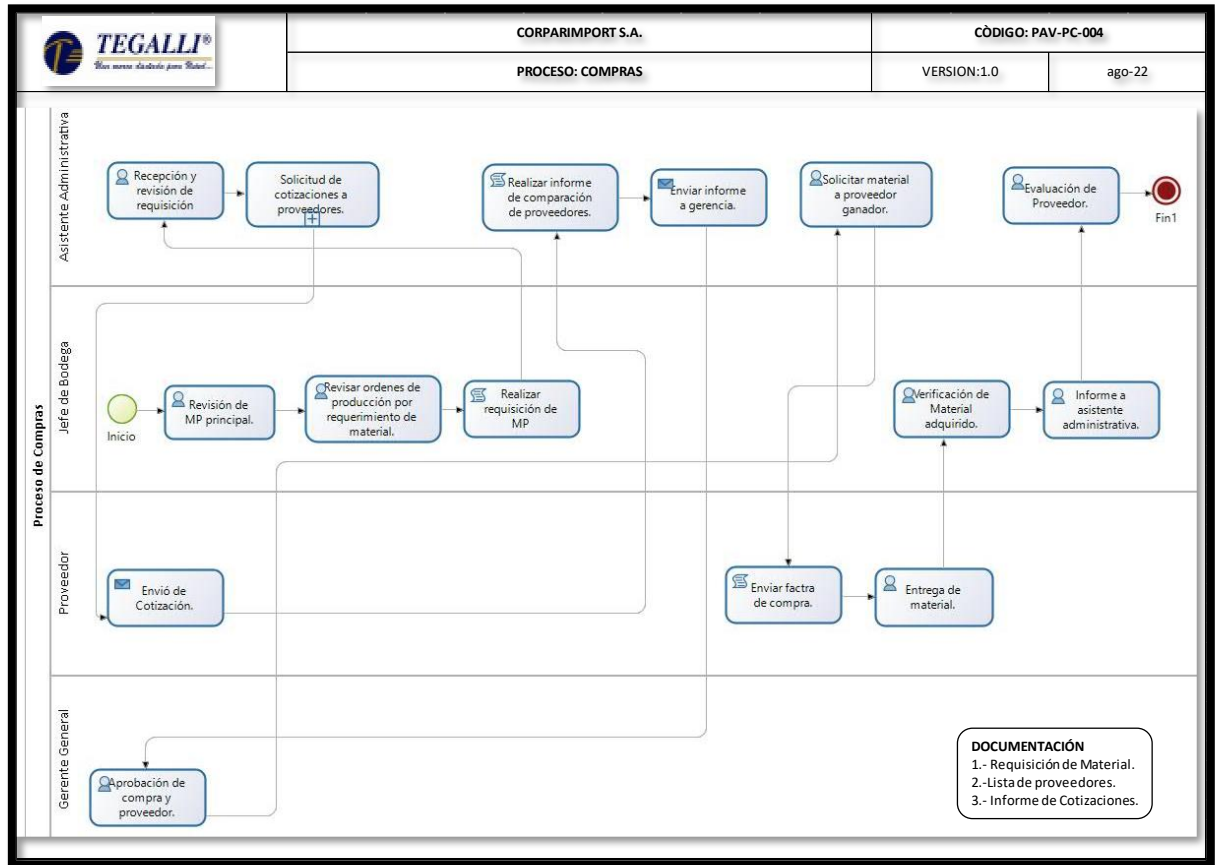 TEGALLI®
CORPARIMPORT S.A.
CÒDIGO: PAV-PC-004
PROCESO: COMPRAS
VERSION:1.0
ago-22
Proceso de Compras
Asistente Administrativa
Recepción y
revisión de
requisición
Solicitud de
cotizaciones a
proveedores.
Realizar informe
de comparación
de proveedores.
Enviar informe
a gerencia.
Solicitar material
a proveedor
ganador.
Evaluación de
Proveedor.
Fin1
Jefe de Bodega
Inicio
Revisión de
MP principal.
Revisar ordenes de
producción por
requerimiento de
material.
Realizar
requisición de
MP
Verificación de
Material
adquirido.
Informe a
asistente
administrativa.
Proveedor
Envió de
Cotización.
Enviar factra
de compra.
Entrega de
material.
Gerente General
Aprobación de
compra y
proveedor.
DOCUMENTACIÓN
1.- Requisición de Material.
2.-Lista de proveedores.
3.- Informe de Cotizaciones.